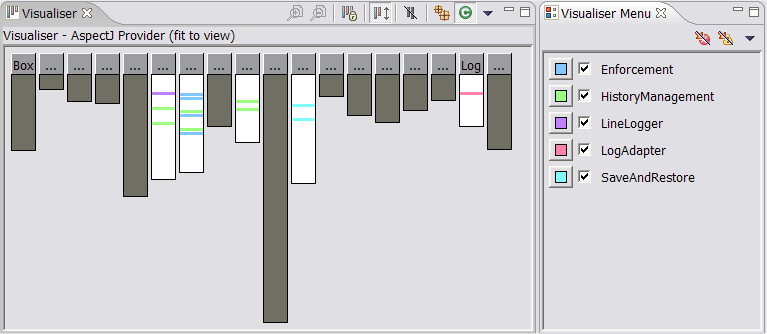 Visualiser
Visualiser - AspectJ Provider (fit to view)
Box ... ... ... ... ... ... ... ... ... ... ... ... ... ... ... Log ...
Visualiser Menu
Enforcement
HistoryManagement
LineLogger
LogAdapter
SaveAndRestore